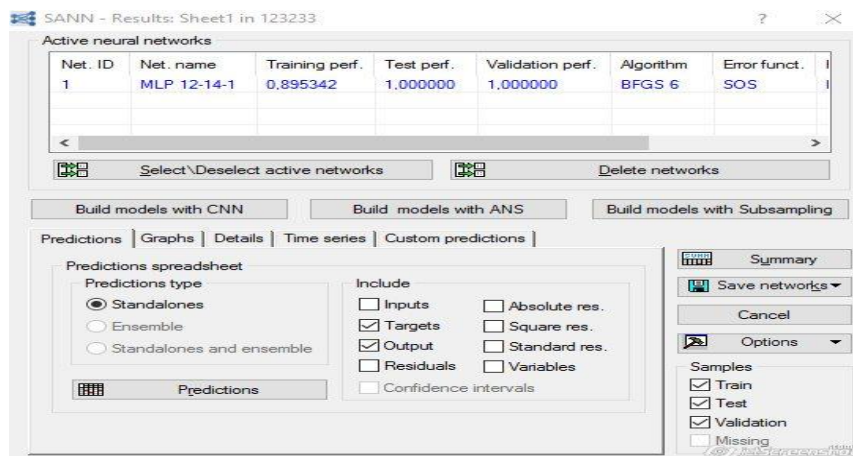 SANN - Results: Sheet1 in 123233
Active neural networks
Net. ID Net. name Training perf. Test perf. Validation perf. Algorithm Error funct.
1 MLP 12-14-1 0,895342 1,000000 1,000000 BFGS 6 SOS
Select\Deselect active networks Delete networks
Build models with CNN Build models with ANS Build models with Subsampling
Predictions Graphs Details Time series Custom predictions
Predictions spreadsheet
Predictions type
Standalones
Ensemble
Standalones and ensemble
Predictions
Include
Inputs Absolute res.
Targets Square res.
Output Standard res.
Residuals Variables
Confidence intervals
Summary
Save networks
Cancel
Options
Samples
Train
Test
Validation
Missing